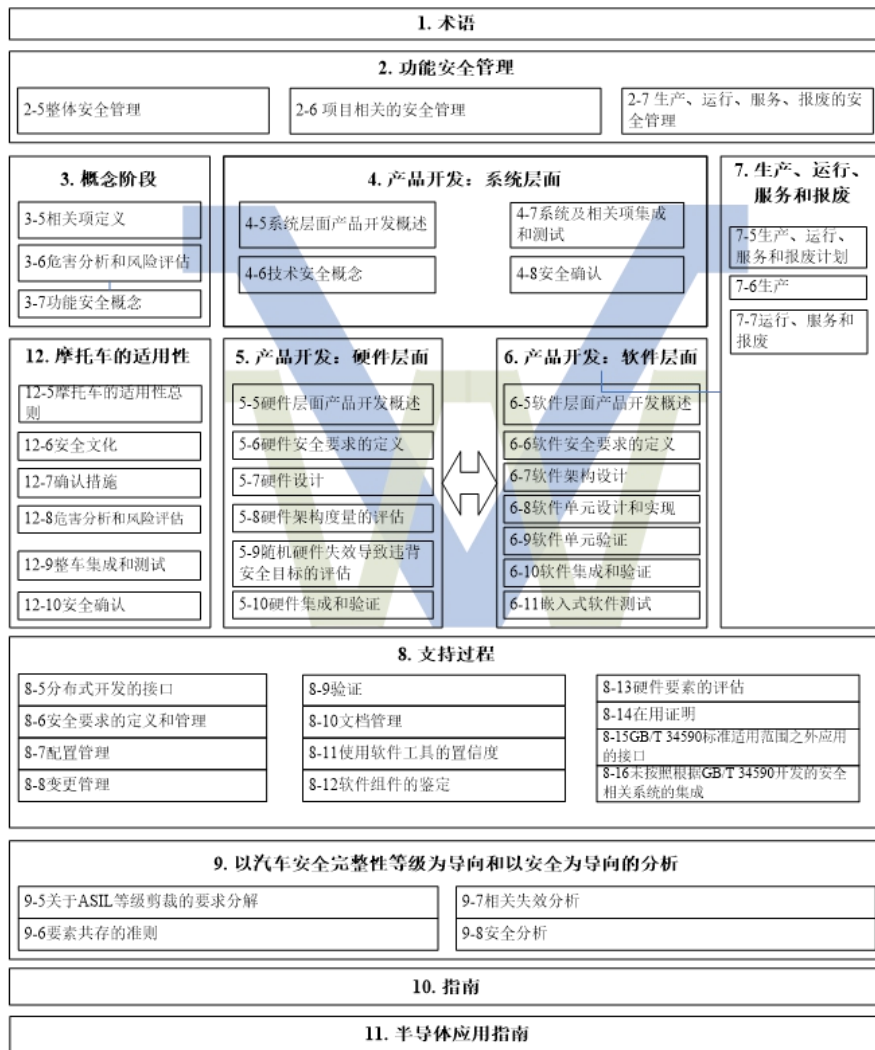 1. 术语
2. 功能安全管理
2-5整体安全管理
2-6 项目相关的安全管理
2-7 生产、运行、服务、报废的安
全管理
3. 概念阶段
3-5相关项定义
3-6危害分析和风险评估
3-7功能安全概念
4. 产品开发：系统层面
4-5系统层面产品开发概述
4-6技术安全概念
4-7系统及相关项集成
和测试
4-8安全确认
7. 生产、运行、
服务和报废
7-5生产、运行、
服务和报废计划
7-6生产
7-7运行、服务和
报废
12. 摩托车的适用性
12-5摩托车的适用性总
则
12-6安全文化
12-7确认措施
12-8危害分析和风险评估
12-9整车集成和测试
12-10安全确认
5. 产品开发：硬件层面
5-5硬件层面产品开发概述
5-6硬件安全要求的定义
5-7硬件设计
5-8硬件架构度量的评估
5-9随机硬件失效导致违背
安全目标的评估
5-10硬件集成和验证
6. 产品开发：软件层面
6-5软件层面产品开发概述
6-6软件安全要求的定义
6-7软件架构设计
6-8软件单元设计和实现
6-9软件单元验证
6-10软件集成和验证
6-11嵌入式软件测试
8. 支持过程
8-5分布式开发的接口
8-6安全要求的定义和管理
8-7配置管理
8-8变更管理
8-9验证
8-10文档管理
8-11使用软件工具的置信度
8-12软件组件的鉴定
8-13硬件要素的评估
8-14在用证明
8-15GB/T 34590标准适用范围之外应用
的接口
8-16未按照根据GB/T 34590开发的安全
相关系统的集成
9. 以汽车安全完整性等级为导向和以安全为导向的分析
9-5关于ASIL等级剪裁的要求分解
9-6要素共存的准则
9-7相关失效分析
9-8安全分析
10. 指南
11. 半导体应用指南